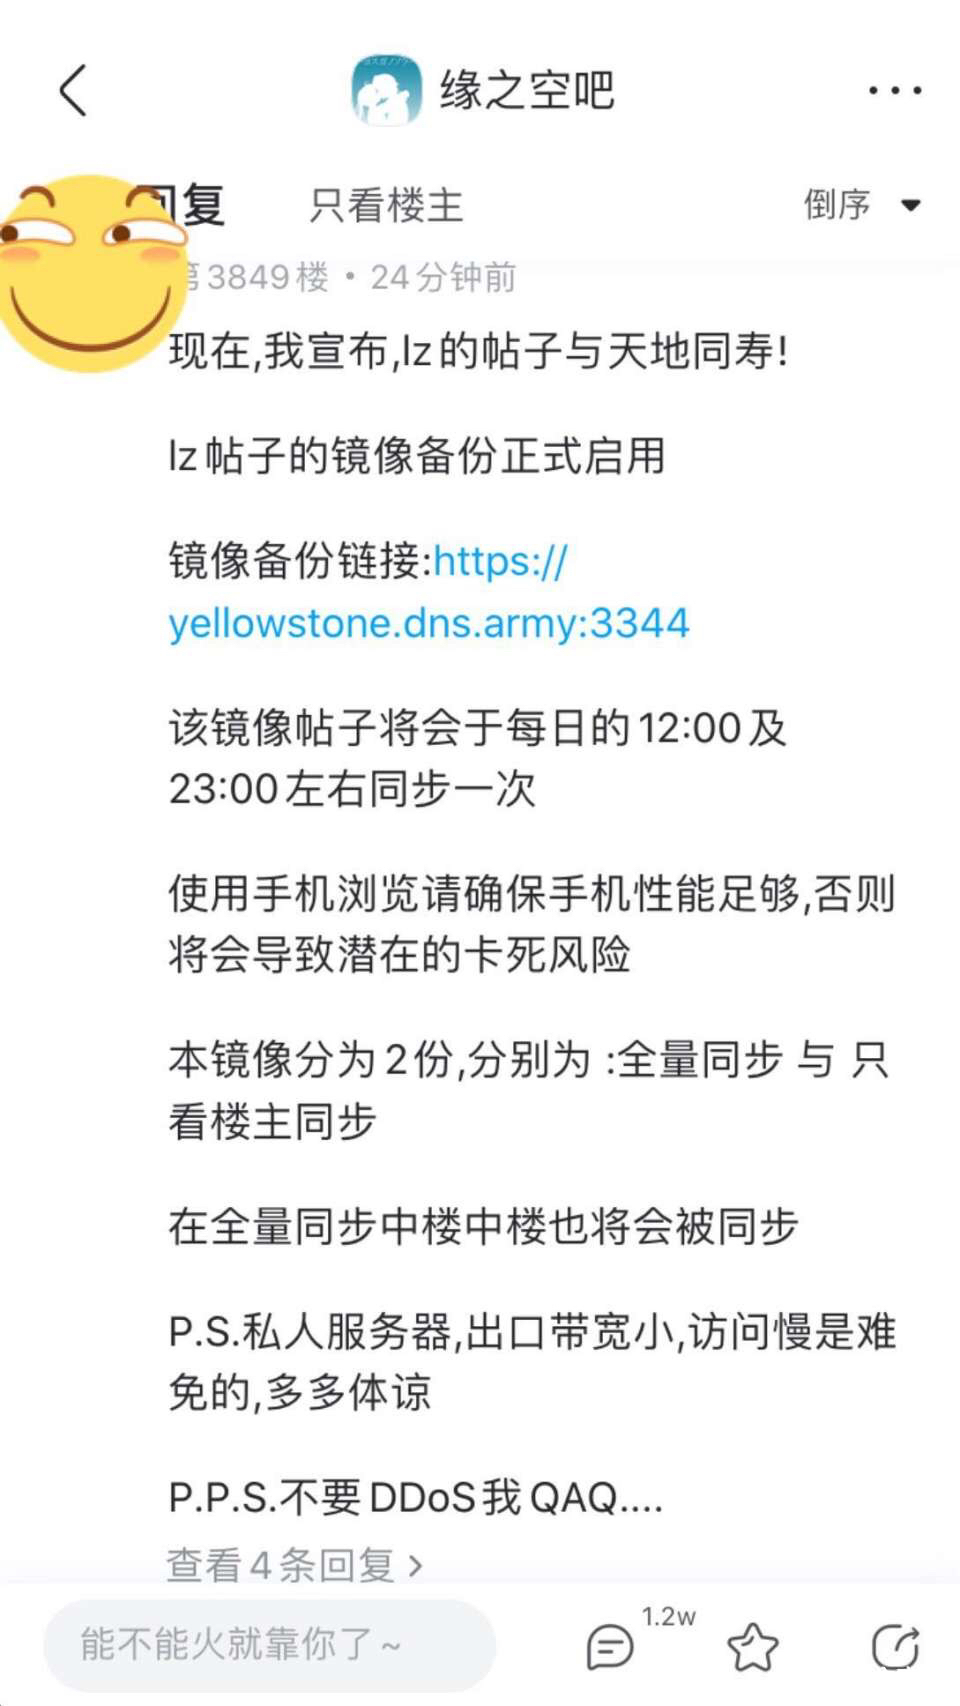 缘之空吧
回复 只看楼主 倒序
第3849楼 · 24分钟前
现在,我宣布,lz的帖子与天地同寿!
lz帖子的镜像备份正式启用
镜像备份链接:https://
yellowstone.dns.army:3344
该镜像帖子将会于每日的12:00及
23:00左右同步一次
使用手机浏览请确保手机性能足够,否则
将会导致潜在的卡死风险
本镜像分为2份,分别为 :全量同步 与 只
看楼主同步
在全量同步中楼中楼也将会被同步
P.S.私人服务器,出口带宽小,访问慢是难
免的,多多体谅
P.P.S.不要DDoS我QAQ....
查看4条回复 >
能不能火就靠你了~
1.2w